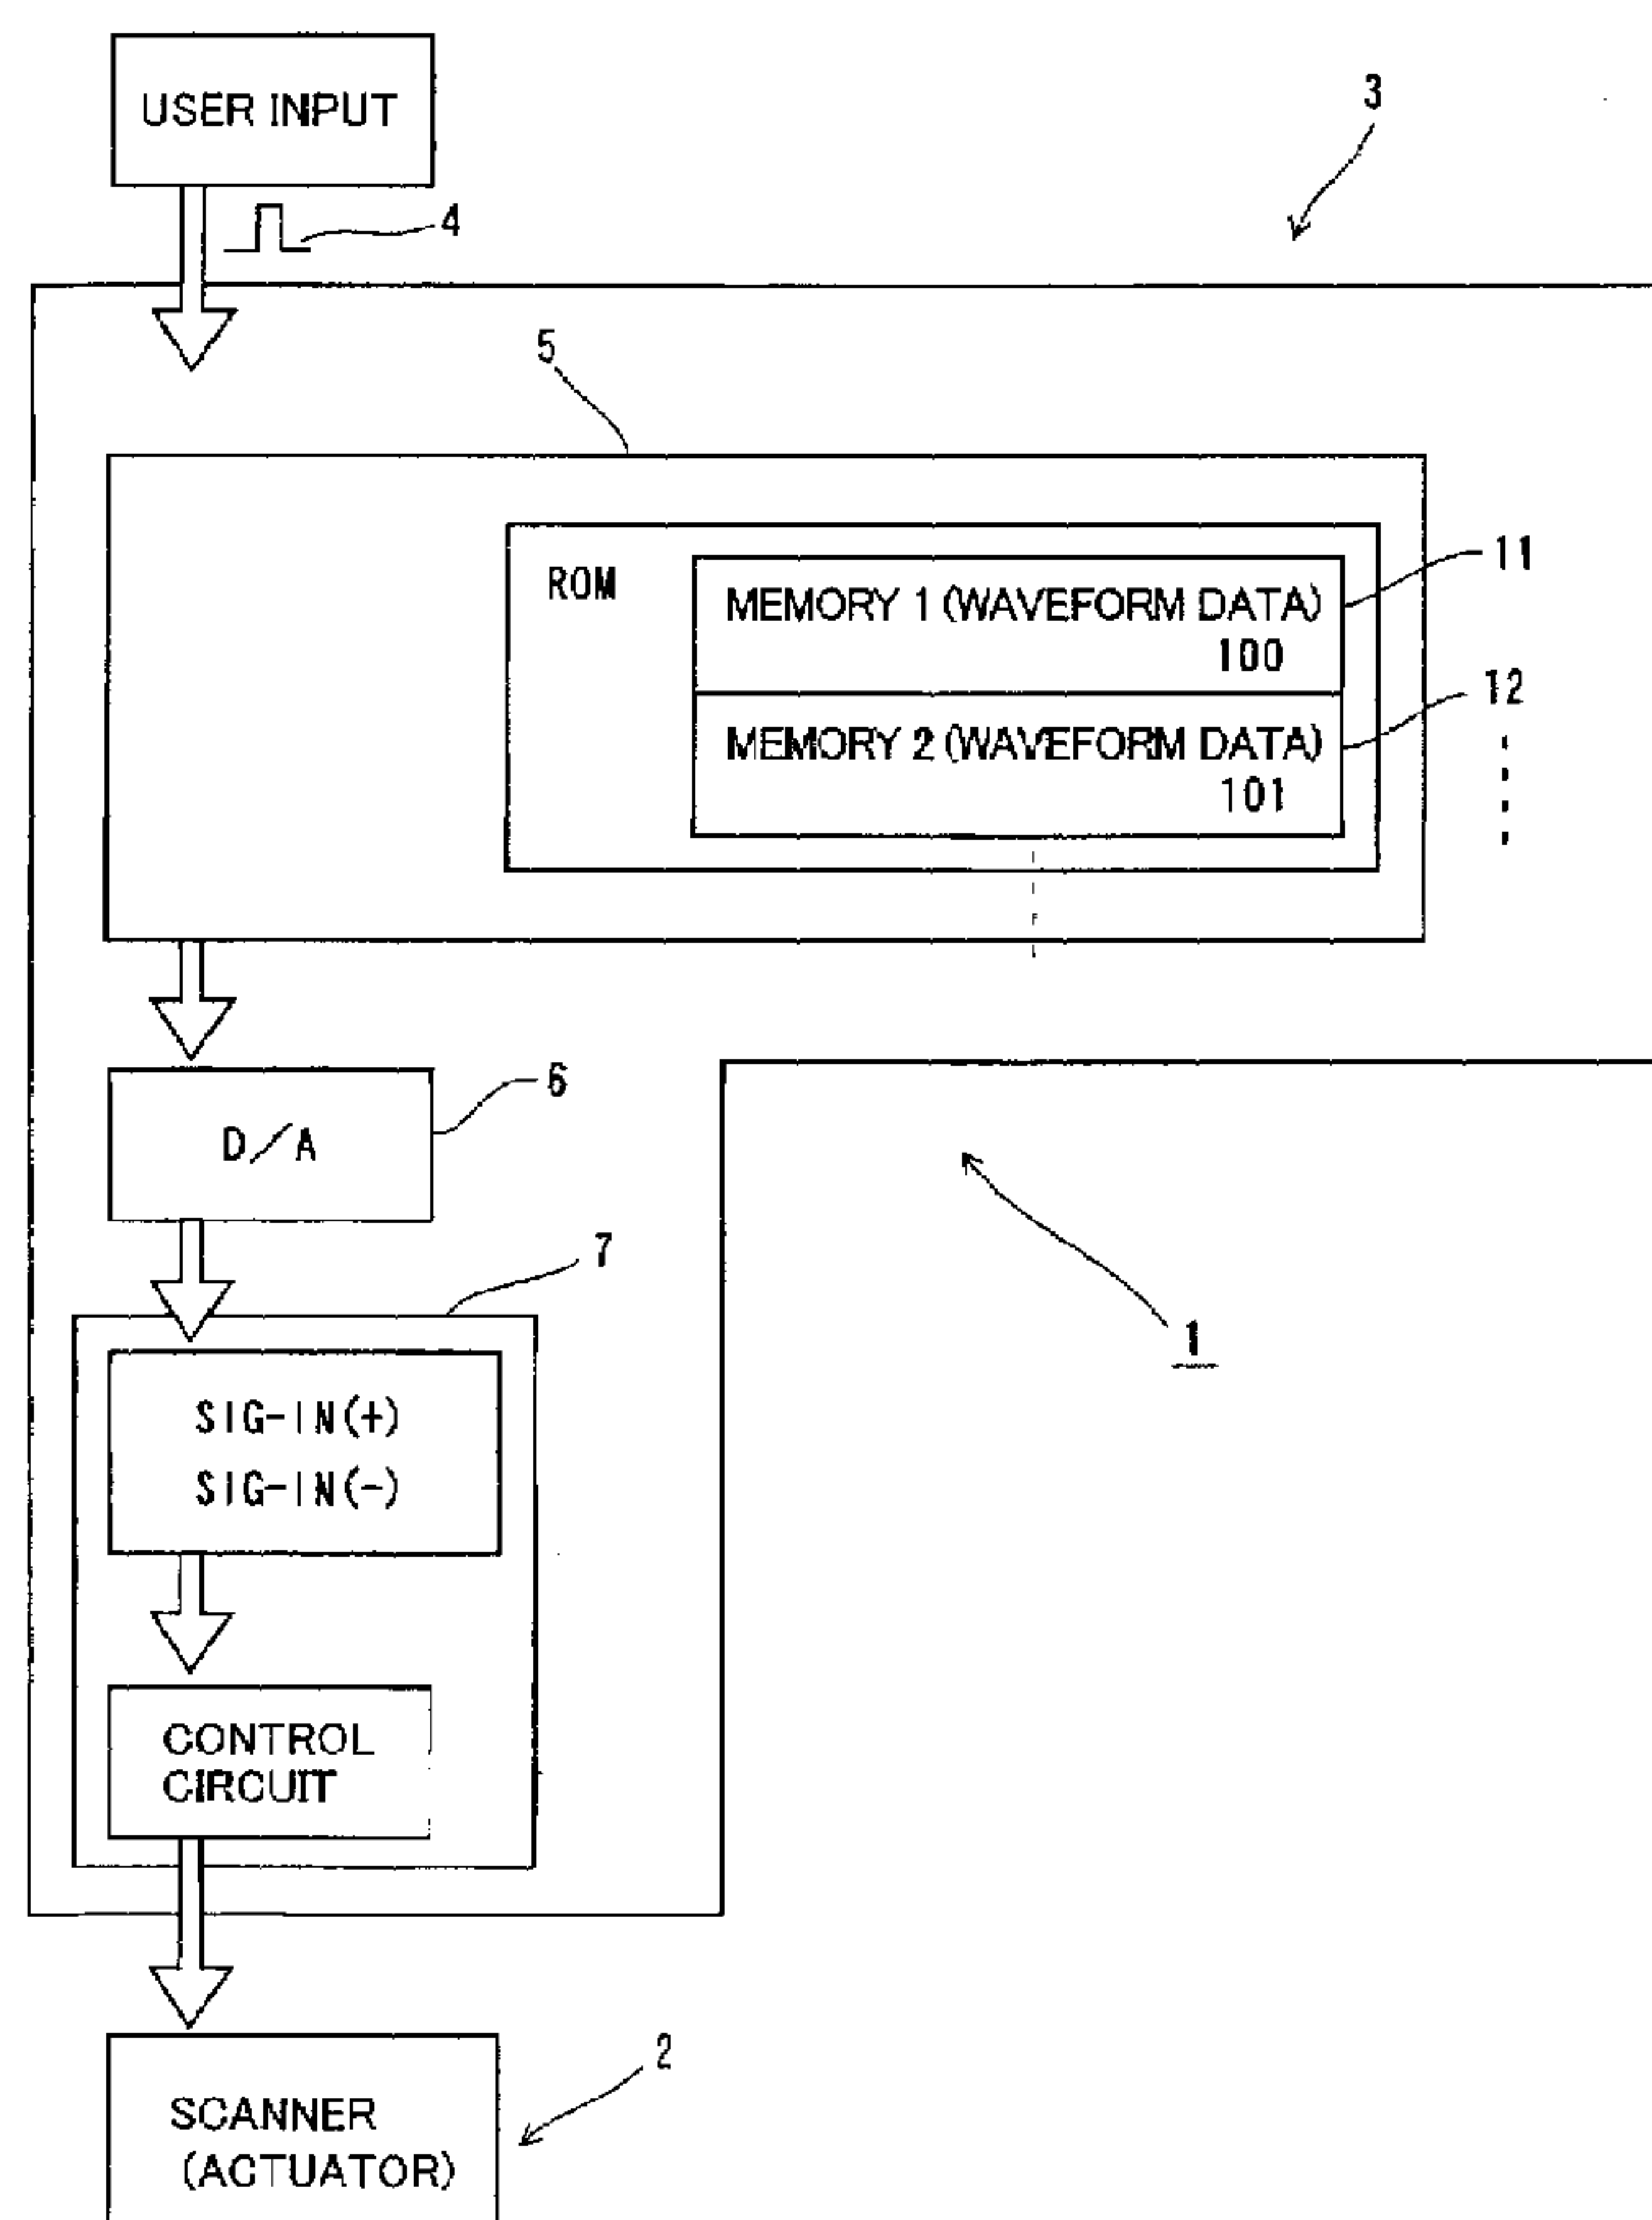 USER INPUT
3
4
5
ROM
MEMORY 1 (WAVEFORM DATA)
100
11
MEMORY 2 (WAVEFORM DATA)
101
12
D/A
6
7
1
SIG-IN(+)
SIG-IN(-)
CONTROL
CIRCUIT
2
SCANNER
(ACTUATOR)